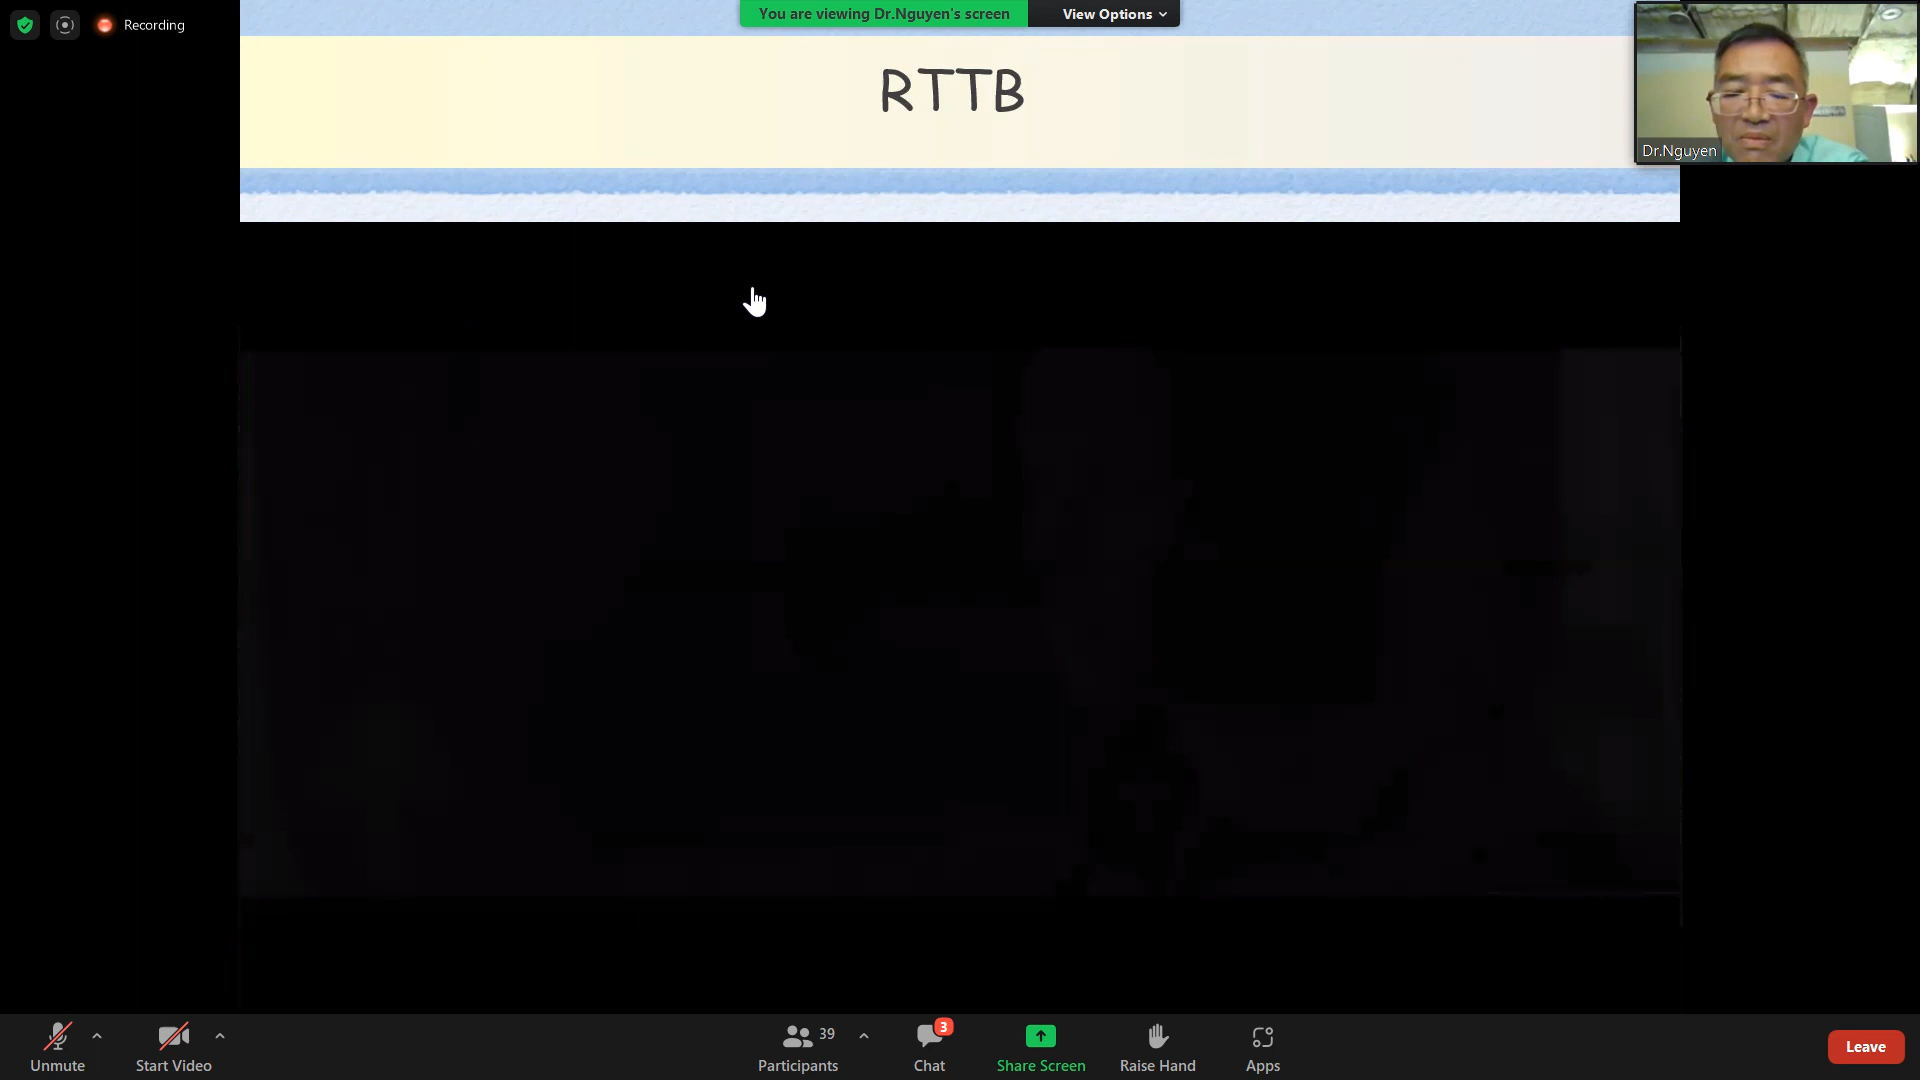 Recording
You are viewing Dr.Nguyen's screen
View Options
RTTB
Dr.Nguyen
Unmute
Start Video
39
Participants
3
Chat
Share Screen
Raise Hand
Apps
Leave